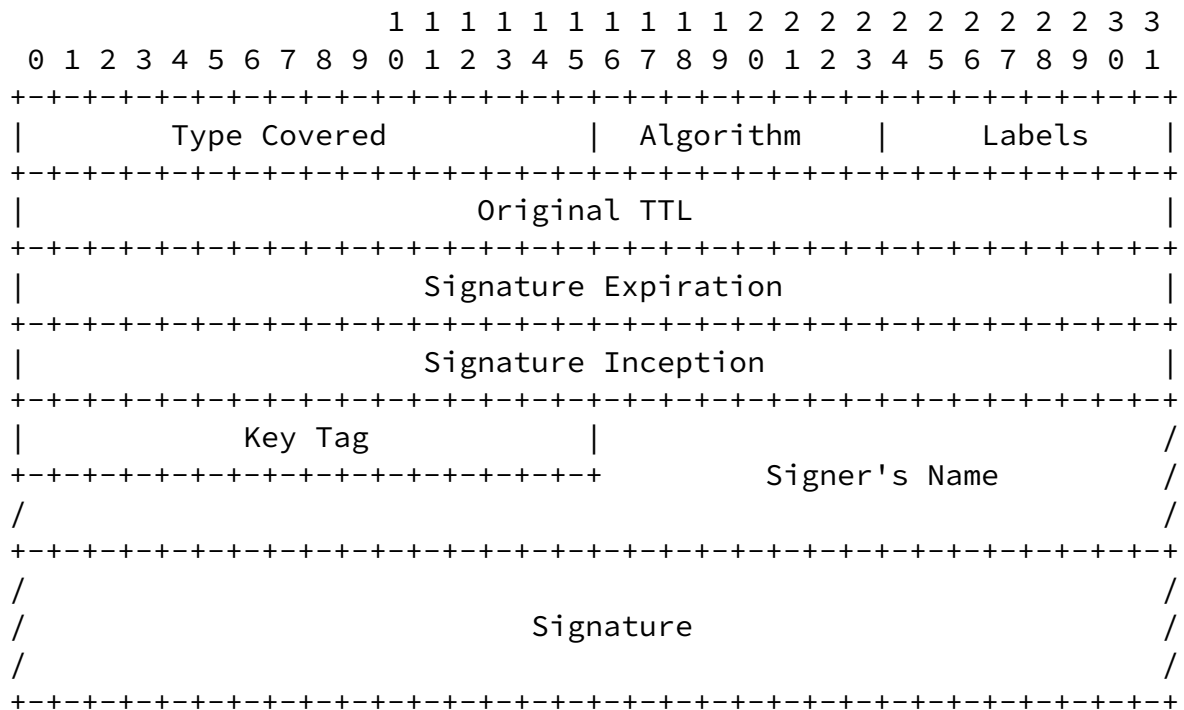 1 1 1 1 1 1 1 1 1 1 2 2 2 2 2 2 2 2 2 2 3 3
 0 1 2 3 4 5 6 7 8 9 0 1 2 3 4 5 6 7 8 9 0 1 2 3 4 5 6 7 8 9 0 1
+-+-+-+-+-+-+-+-+-+-+-+-+-+-+-+-+-+-+-+-+-+-+-+-+-+-+-+-+-+-+-+-+
|        Type Covered           |  Algorithm    |     Labels    |
+-+-+-+-+-+-+-+-+-+-+-+-+-+-+-+-+-+-+-+-+-+-+-+-+-+-+-+-+-+-+-+-+
|                         Original TTL                          |
+-+-+-+-+-+-+-+-+-+-+-+-+-+-+-+-+-+-+-+-+-+-+-+-+-+-+-+-+-+-+-+-+
|                      Signature Expiration                     |
+-+-+-+-+-+-+-+-+-+-+-+-+-+-+-+-+-+-+-+-+-+-+-+-+-+-+-+-+-+-+-+-+
|                      Signature Inception                      |
+-+-+-+-+-+-+-+-+-+-+-+-+-+-+-+-+-+-+-+-+-+-+-+-+-+-+-+-+-+-+-+-+
|            Key Tag            |                               /
+-+-+-+-+-+-+-+-+-+-+-+-+-+-+-+-+         Signer's Name         /
/                                                               /
+-+-+-+-+-+-+-+-+-+-+-+-+-+-+-+-+-+-+-+-+-+-+-+-+-+-+-+-+-+-+-+-+
/                                                               /
/                            Signature                          /
/                                                               /
+-+-+-+-+-+-+-+-+-+-+-+-+-+-+-+-+-+-+-+-+-+-+-+-+-+-+-+-+-+-+-+-+